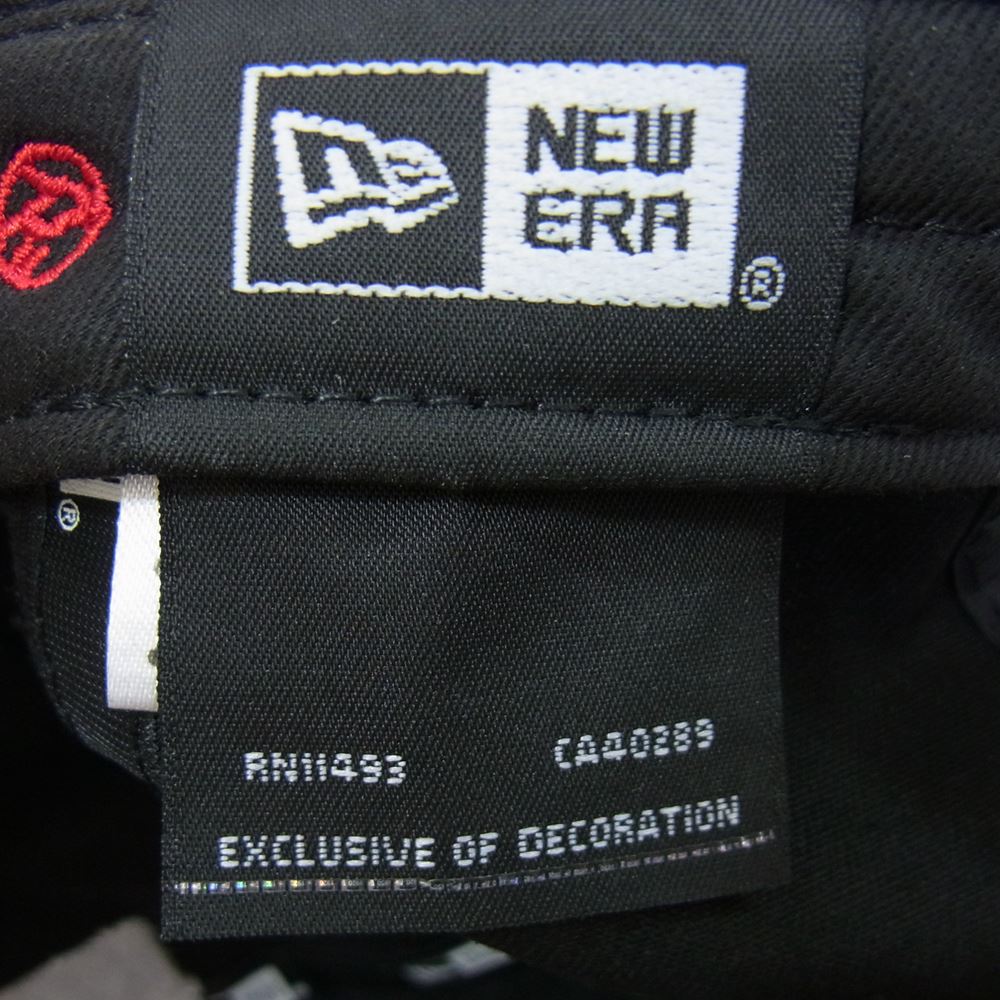 NEW
ERA
®
®
RN11493 CA40289
EXCLUSIVE OF DECORATION